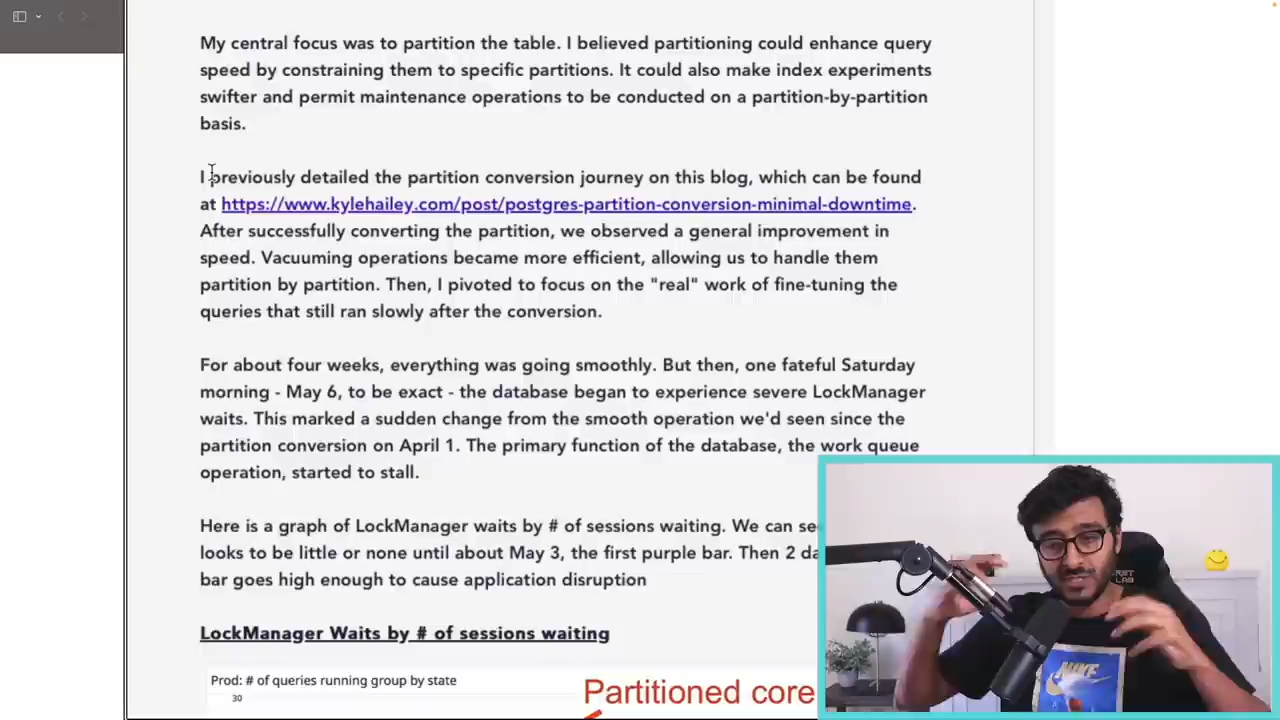 My central focus was to partition the table. I believed partitioning could enhance query
speed by constraining them to specific partitions. It could also make index experiments
swifter and permit maintenance operations to be conducted on a partition-by-partition
basis.
I previously detailed the partition conversion journey on this blog, which can be found
at https://www.kylehailey.com/post/postgres-partition-conversion-minimal-downtime.
After successfully converting the partition, we observed a general improvement in
speed. Vacuuming operations became more efficient, allowing us to handle them
partition by partition. Then, I pivoted to focus on the "real" work of fine-tuning the
queries that still ran slowly after the conversion.
For about four weeks, everything was going smoothly. But then, one fateful Saturday
morning - May 6, to be exact - the database began to experience severe LockManager
waits. This marked a sudden change from the smooth operation we'd seen since the
partition conversion on April 1. The primary function of the database, the work queue
operation, started to stall.
Here is a graph of LockManager waits by # of sessions waiting. We can se
looks to be little or none until about May 3, the first purple bar. Then 2 da
bar goes high enough to cause application disruption
LockManager Waits by # of sessions waiting
Prod: # of queries running group by state
30
Partitioned core
NIKE